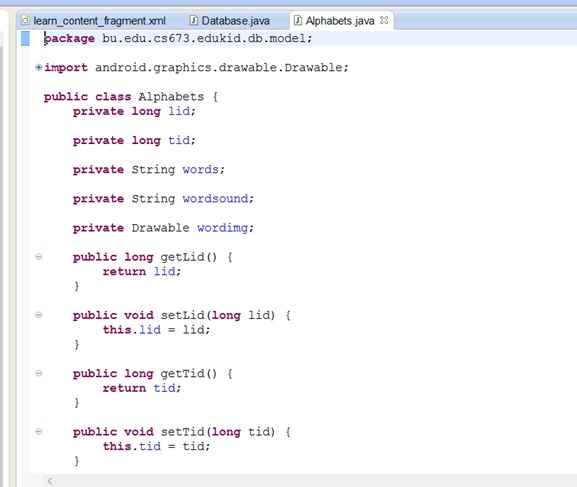 learn_content_fragment.xml Database.java Alphabets.java
package bu.edu.cs673.edukid.db.model;
import android.graphics.drawable.Drawable;
public class Alphabets {
private long lid;
private long tid;
private String words;
private String wordsound;
private Drawable wordimg;
public long getLid() {
return lid;
}
public void setLid(long lid) {
this.lid = lid;
}
public long getTid() {
return tid;
}
public void setTid(long tid) {
this.tid = tid;
}